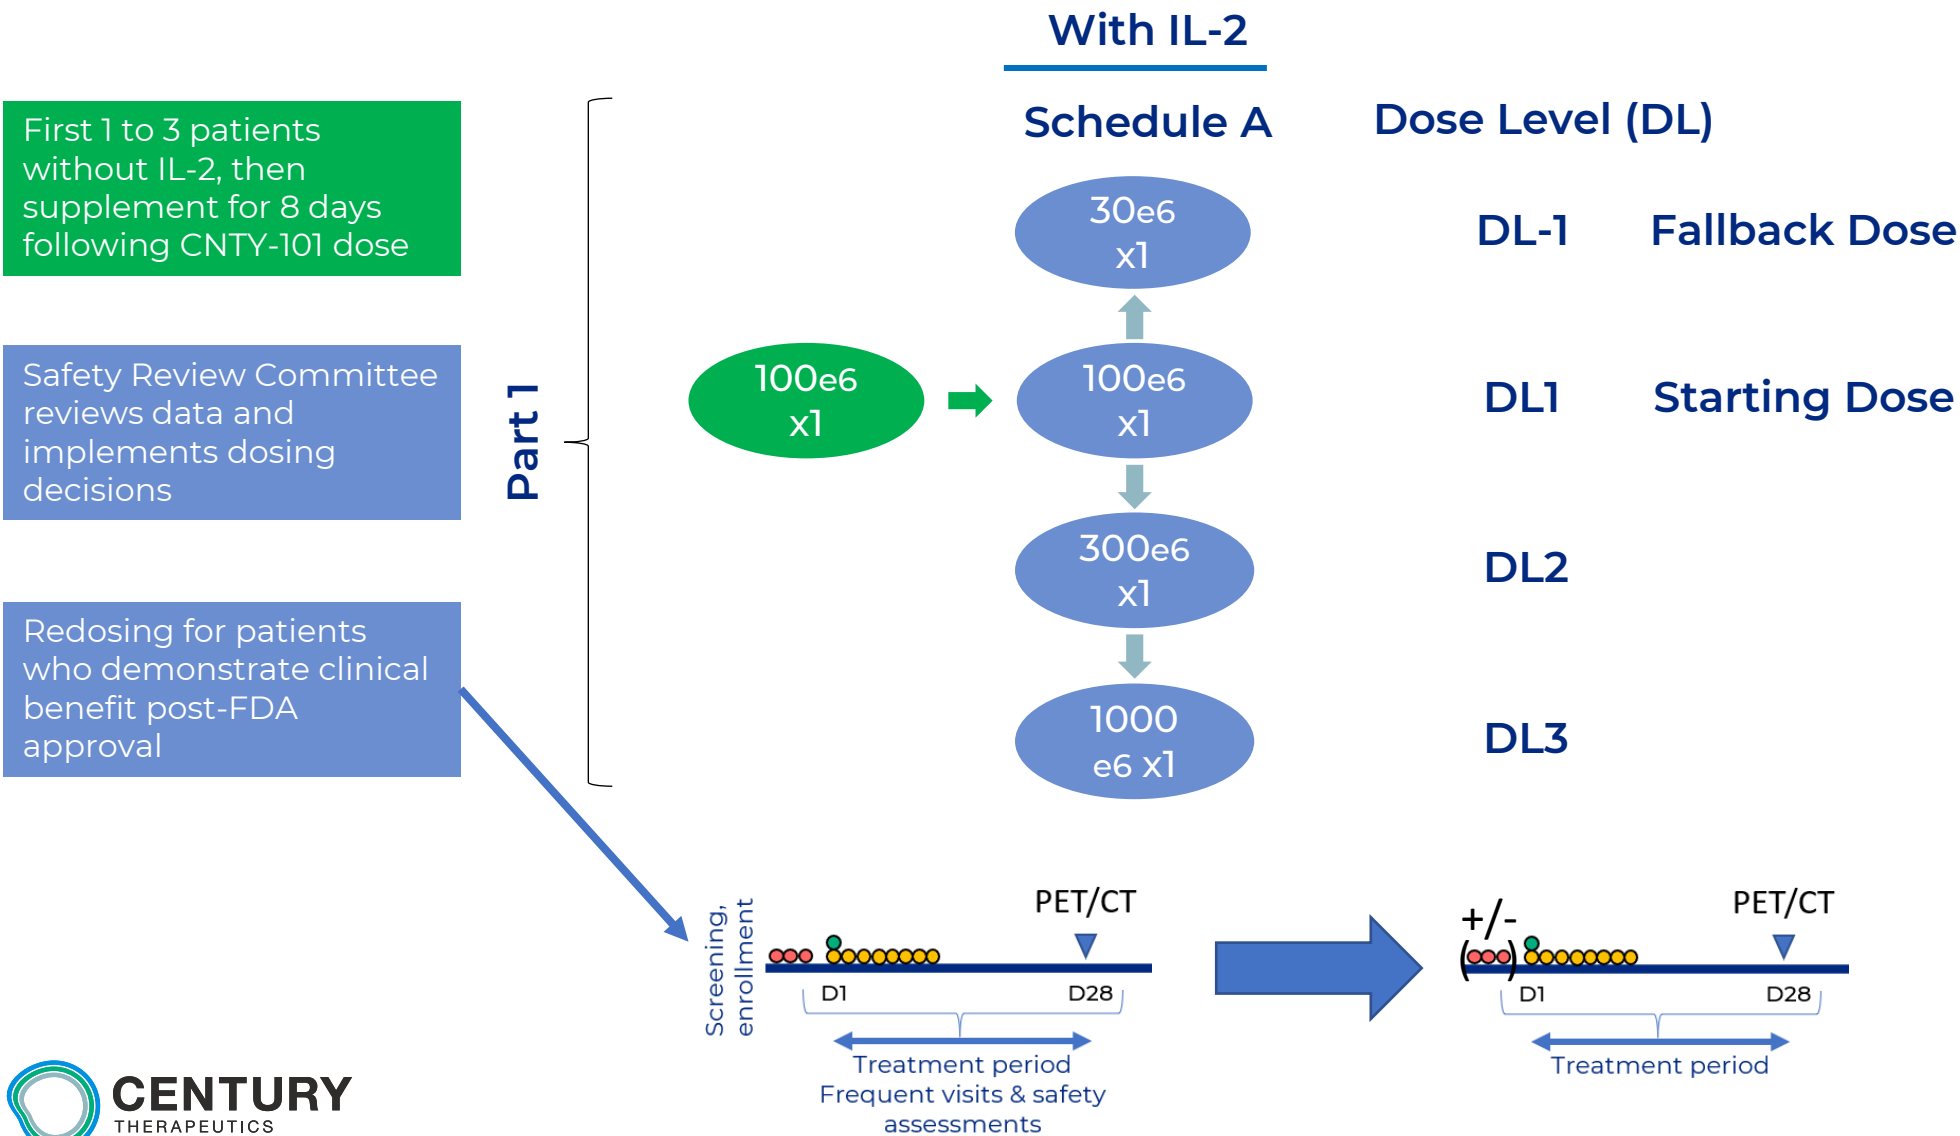 With IL-2
Schedule A
Dose Level (DL)
First 1 to 3 patients
without IL-2, then
supplement for 8 days
following CNTY-101 dose
Safety Review Committee
reviews data and
implements dosing
decisions
Redosing for patients
who demonstrate clinical
benefit post-FDA
approval
Part 1
30e6
x1
DL-1
Fallback Dose
100e6
x1
100e6
x1
DL1
Starting Dose
300e6
x1
DL2
1000
e6 x1
DL3
Screening,
enrollment
PET/CT
D1
D28
Treatment period
Frequent visits & safety
assessments
+/-
( )
PET/CT
D1
D28
Treatment period
CENTURY
THERAPEUTICS